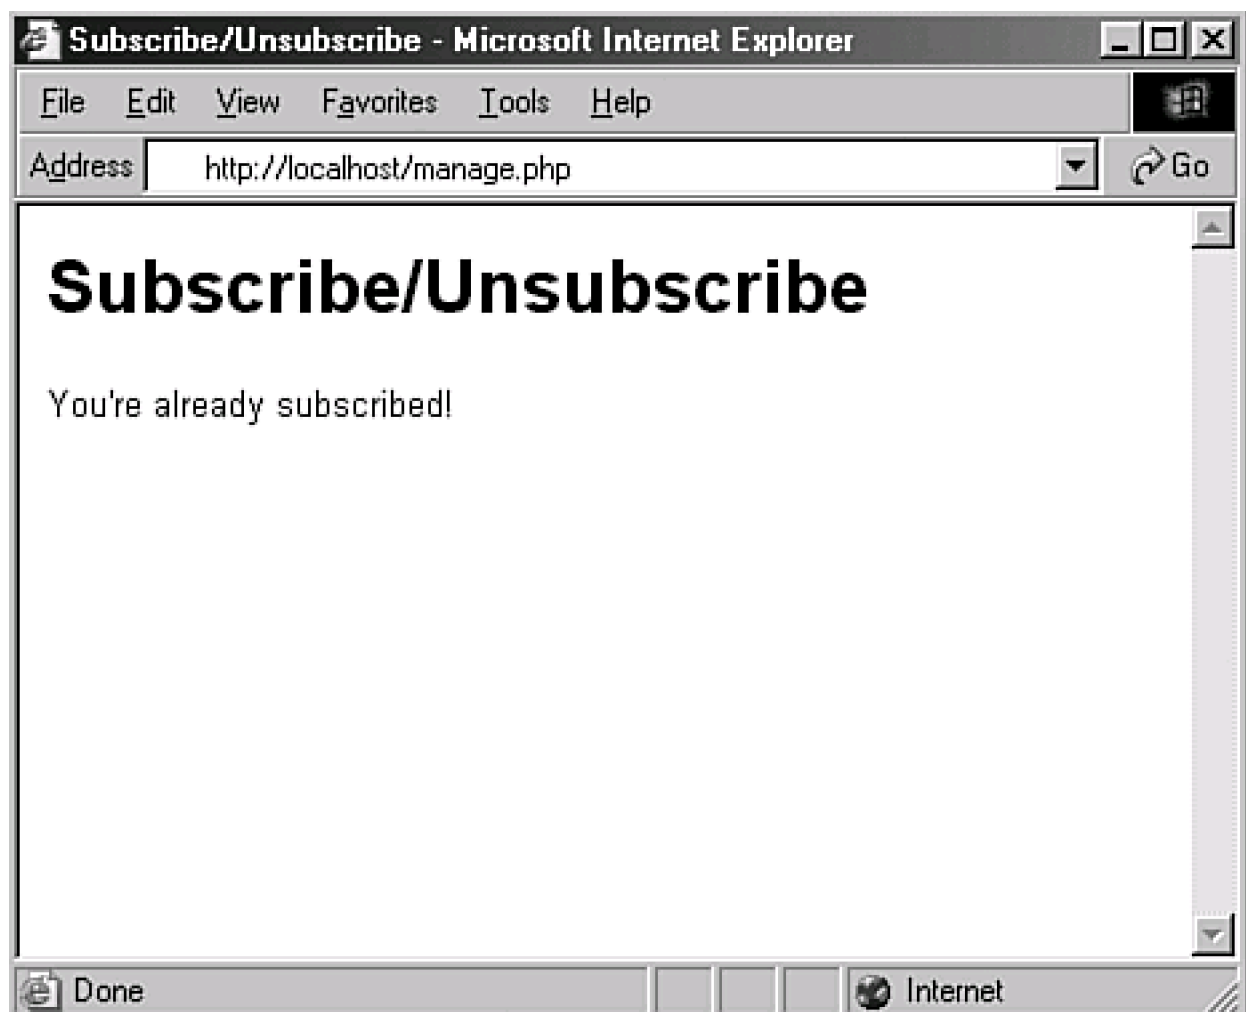 Subscribe/Unsubscribe - Microsoft Internet Explorer
File Edit View Favorites Tools Help
Address http://localhost/manage.php Go
Subscribe/Unsubscribe
You're already subscribed!
Done Internet